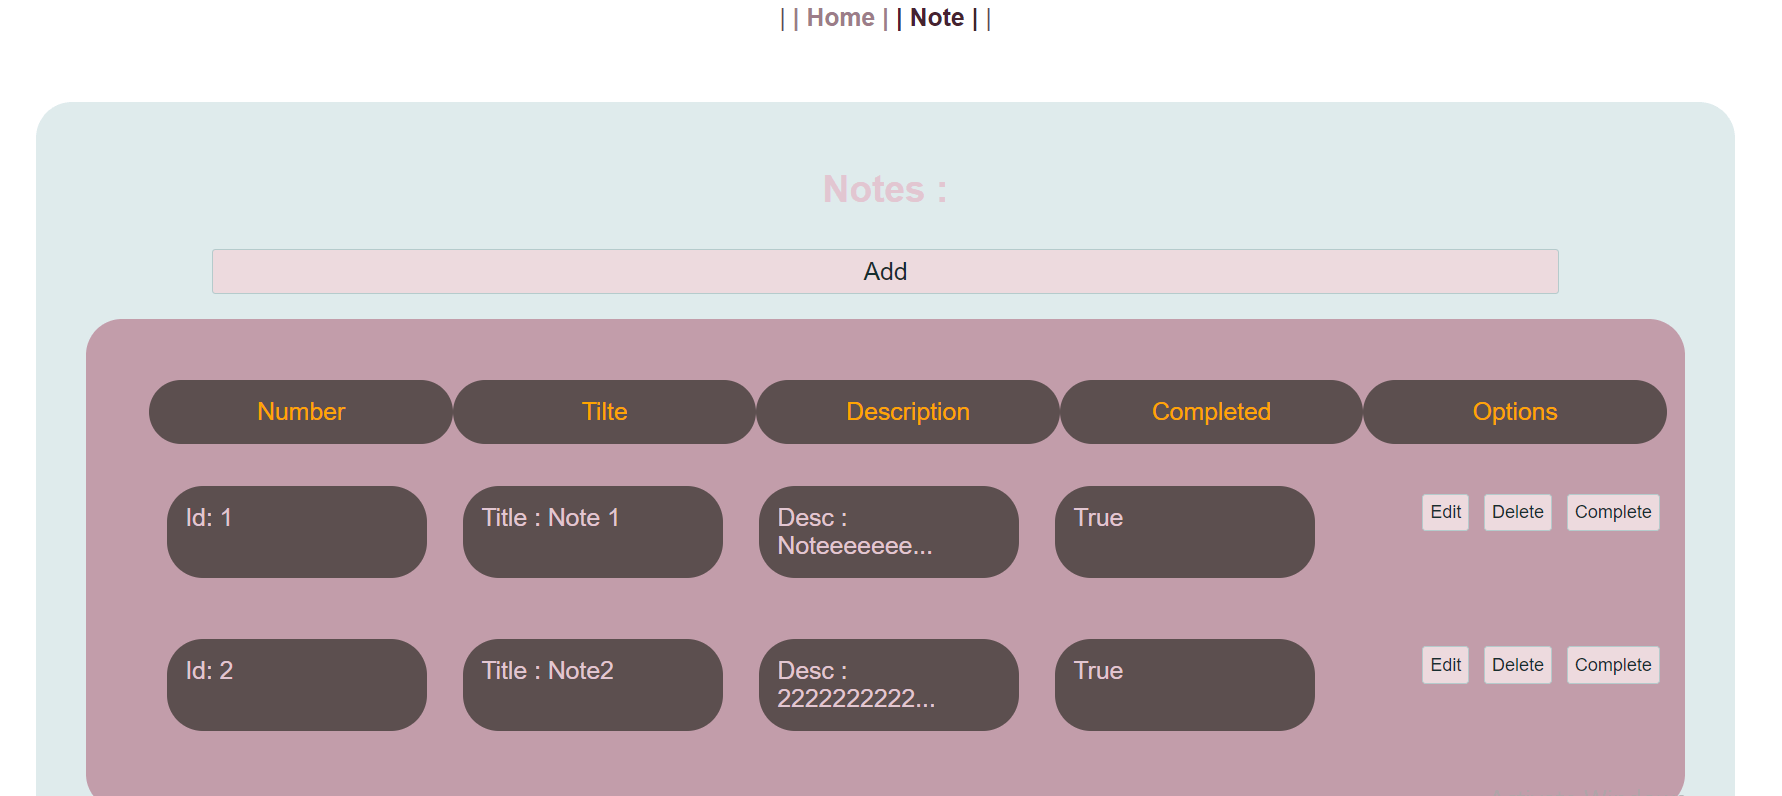 | | Home | | Note | |
Notes :
Add
Number Tilte Description Completed Options
Id: 1 Title : Note 1 Desc : True Edit Delete Complete
Noteeeeeee...
Id: 2 Title : Note2 Desc : True Edit Delete Complete
2222222222...